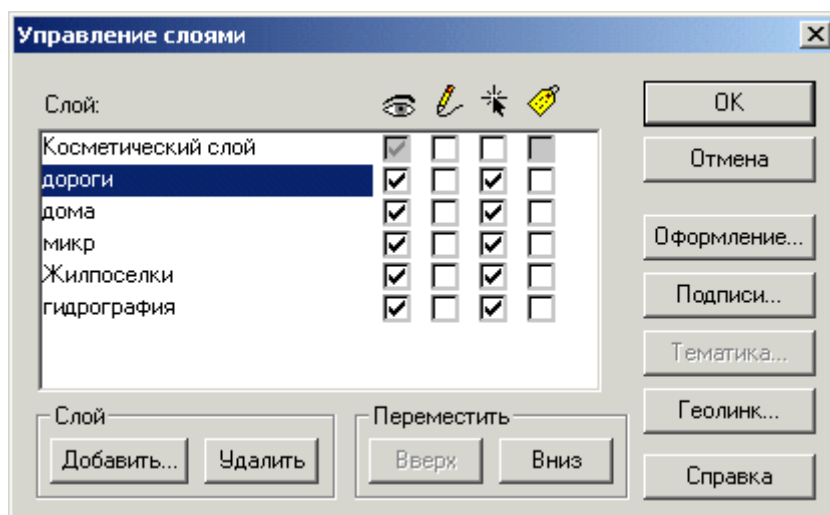 Управление слоями
Слой:
OK
Косметический слой
Отмена
дороги
дома
Оформление...
микр
Жилпоселки
Подписи...
гидрография
Тематика...
Слой
Переместить
Геолинк...
Добавить...
Удалить
Вверх
Вниз
Справка